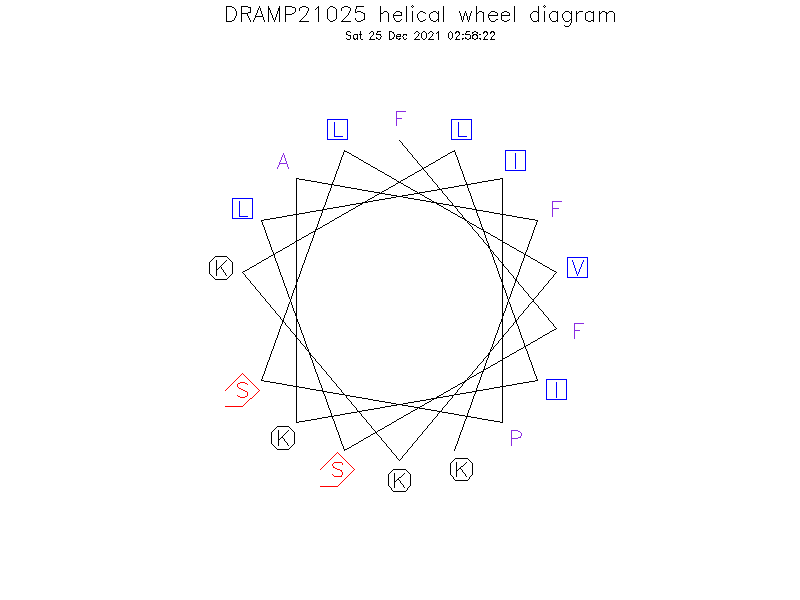 DRAMP21025 helical wheel diagram
Sat 25 Dec 2021 02:58:22
L F L
A I
L F
K V
F
S I
K P
S K K